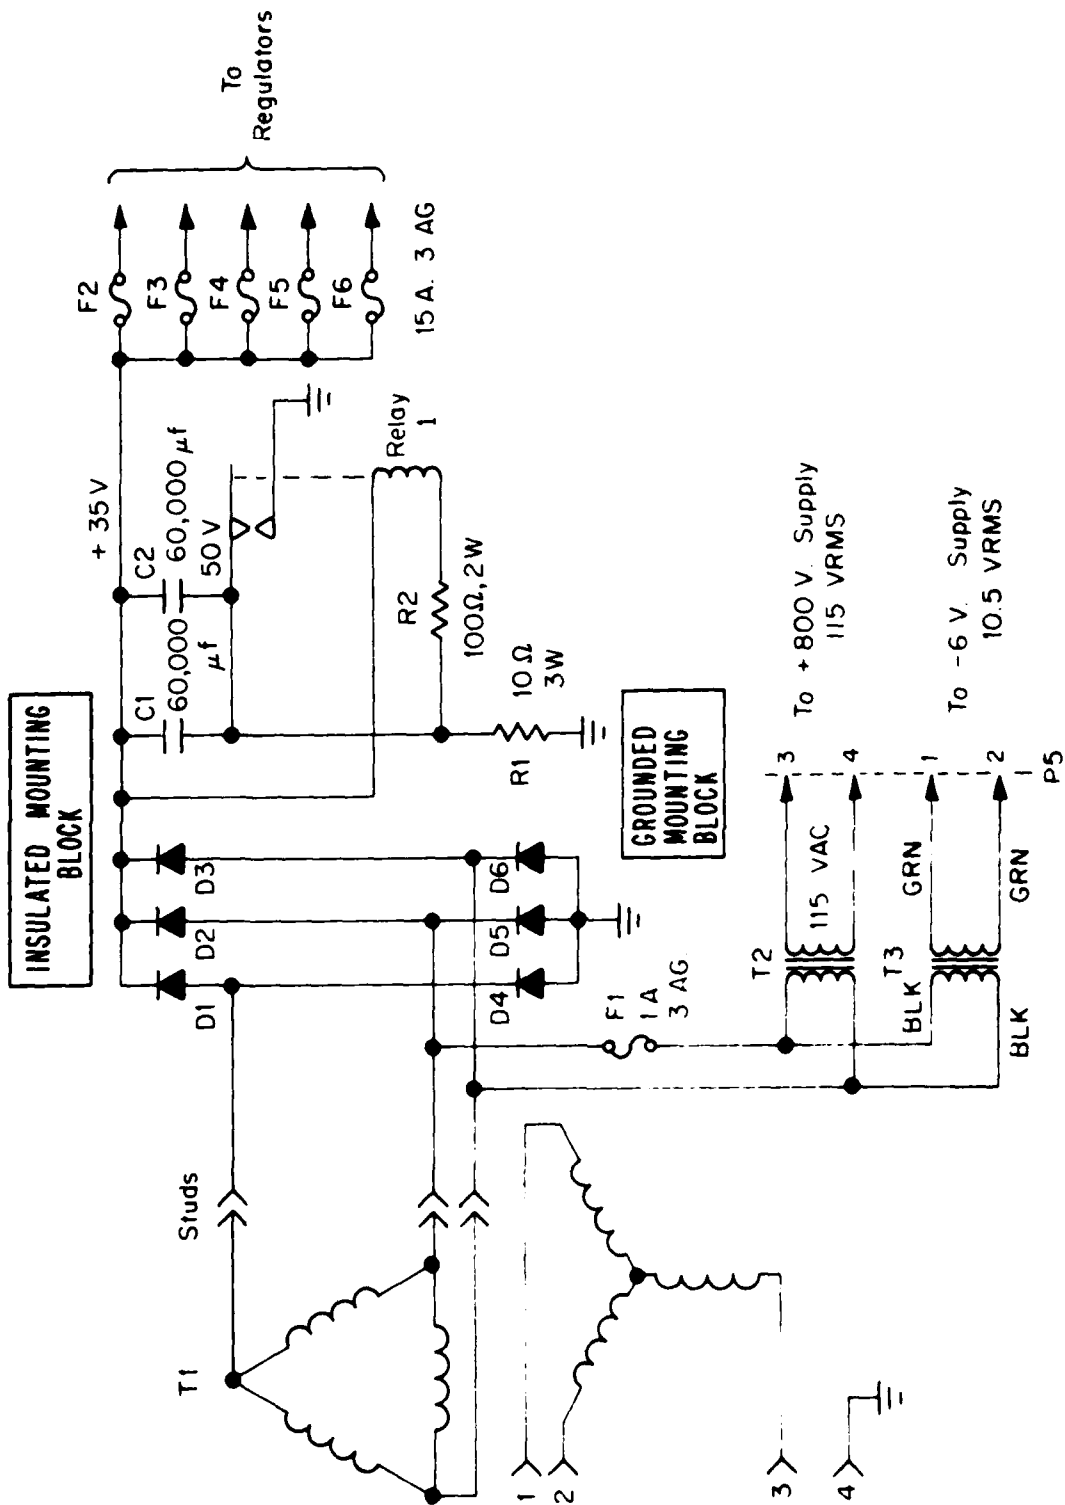 INSULATED MOUNTING
BLOCK
+ 35V
C1
60,000
μf
C2
60,000 μf
50 V
F2
F3
F4
F5
F6
15 A. 3 AG
To
Regulators
Relay
1
R2
100Ω, 2W
R1
10 Ω
3W
GROUNDED
MOUNTING
BLOCK
D1
D2
D3
D4
D5
D6
F1
1 A
3 AG
T1
Studs
T2
115 VAC
T3
BLK
BLK
GRN
GRN
3
4
1
2
P5
To + 800 V. Supply
115 VRMS
To -6 V. Supply
10.5 VRMS
1
2
3
4